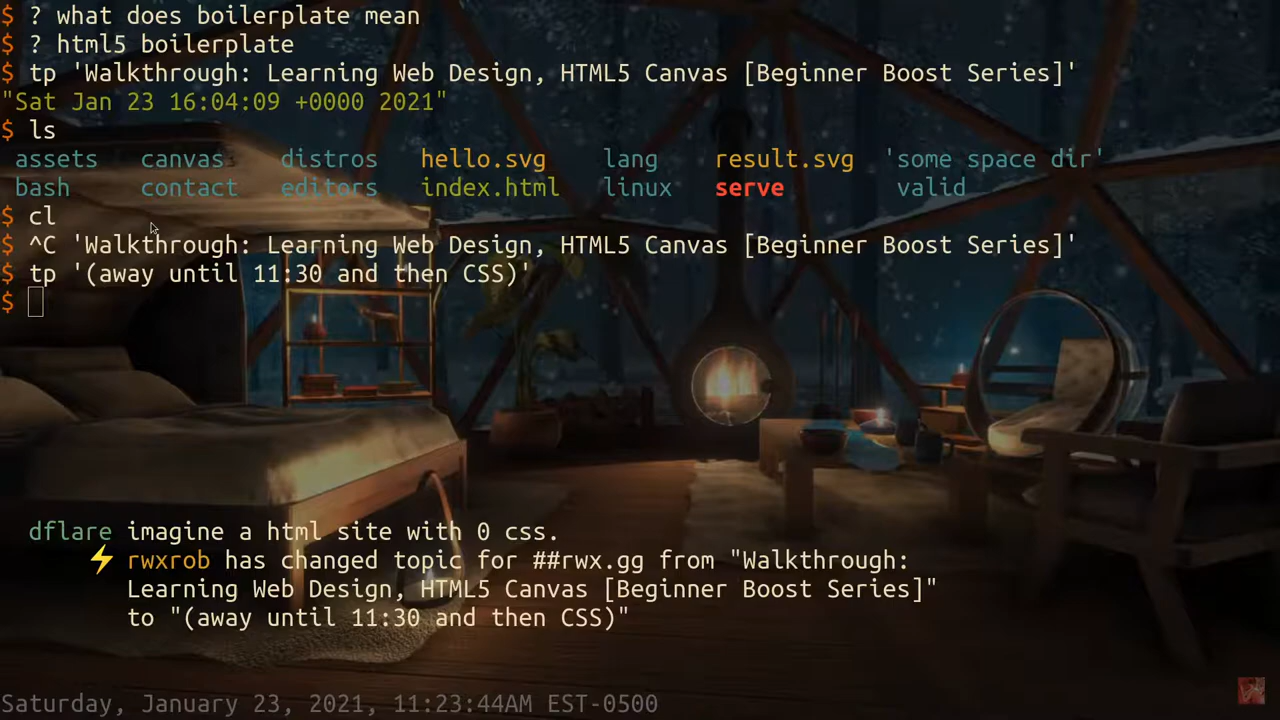 $ ? what does boilerplate mean
$ ? html5 boilerplate
$ tp 'Walkthrough: Learning Web Design, HTML5 Canvas [Beginner Boost Series]'
"Sat Jan 23 16:04:09 +0000 2021"
$ ls
assets canvas distros hello.svg lang result.svg 'some space dir'
bash contact editors index.html linux serve valid
$ cl
$ ^C 'Walkthrough: Learning Web Design, HTML5 Canvas [Beginner Boost Series]'
$ tp '(away until 11:30 and then CSS)'
$
dflare imagine a html site with 0 css.
⚡ rwxrob has changed topic for ##rwx.gg from "Walkthrough:
Learning Web Design, HTML5 Canvas [Beginner Boost Series]"
to "(away until 11:30 and then CSS)"
Saturday, January 23, 2021, 11:23:44AM EST-0500